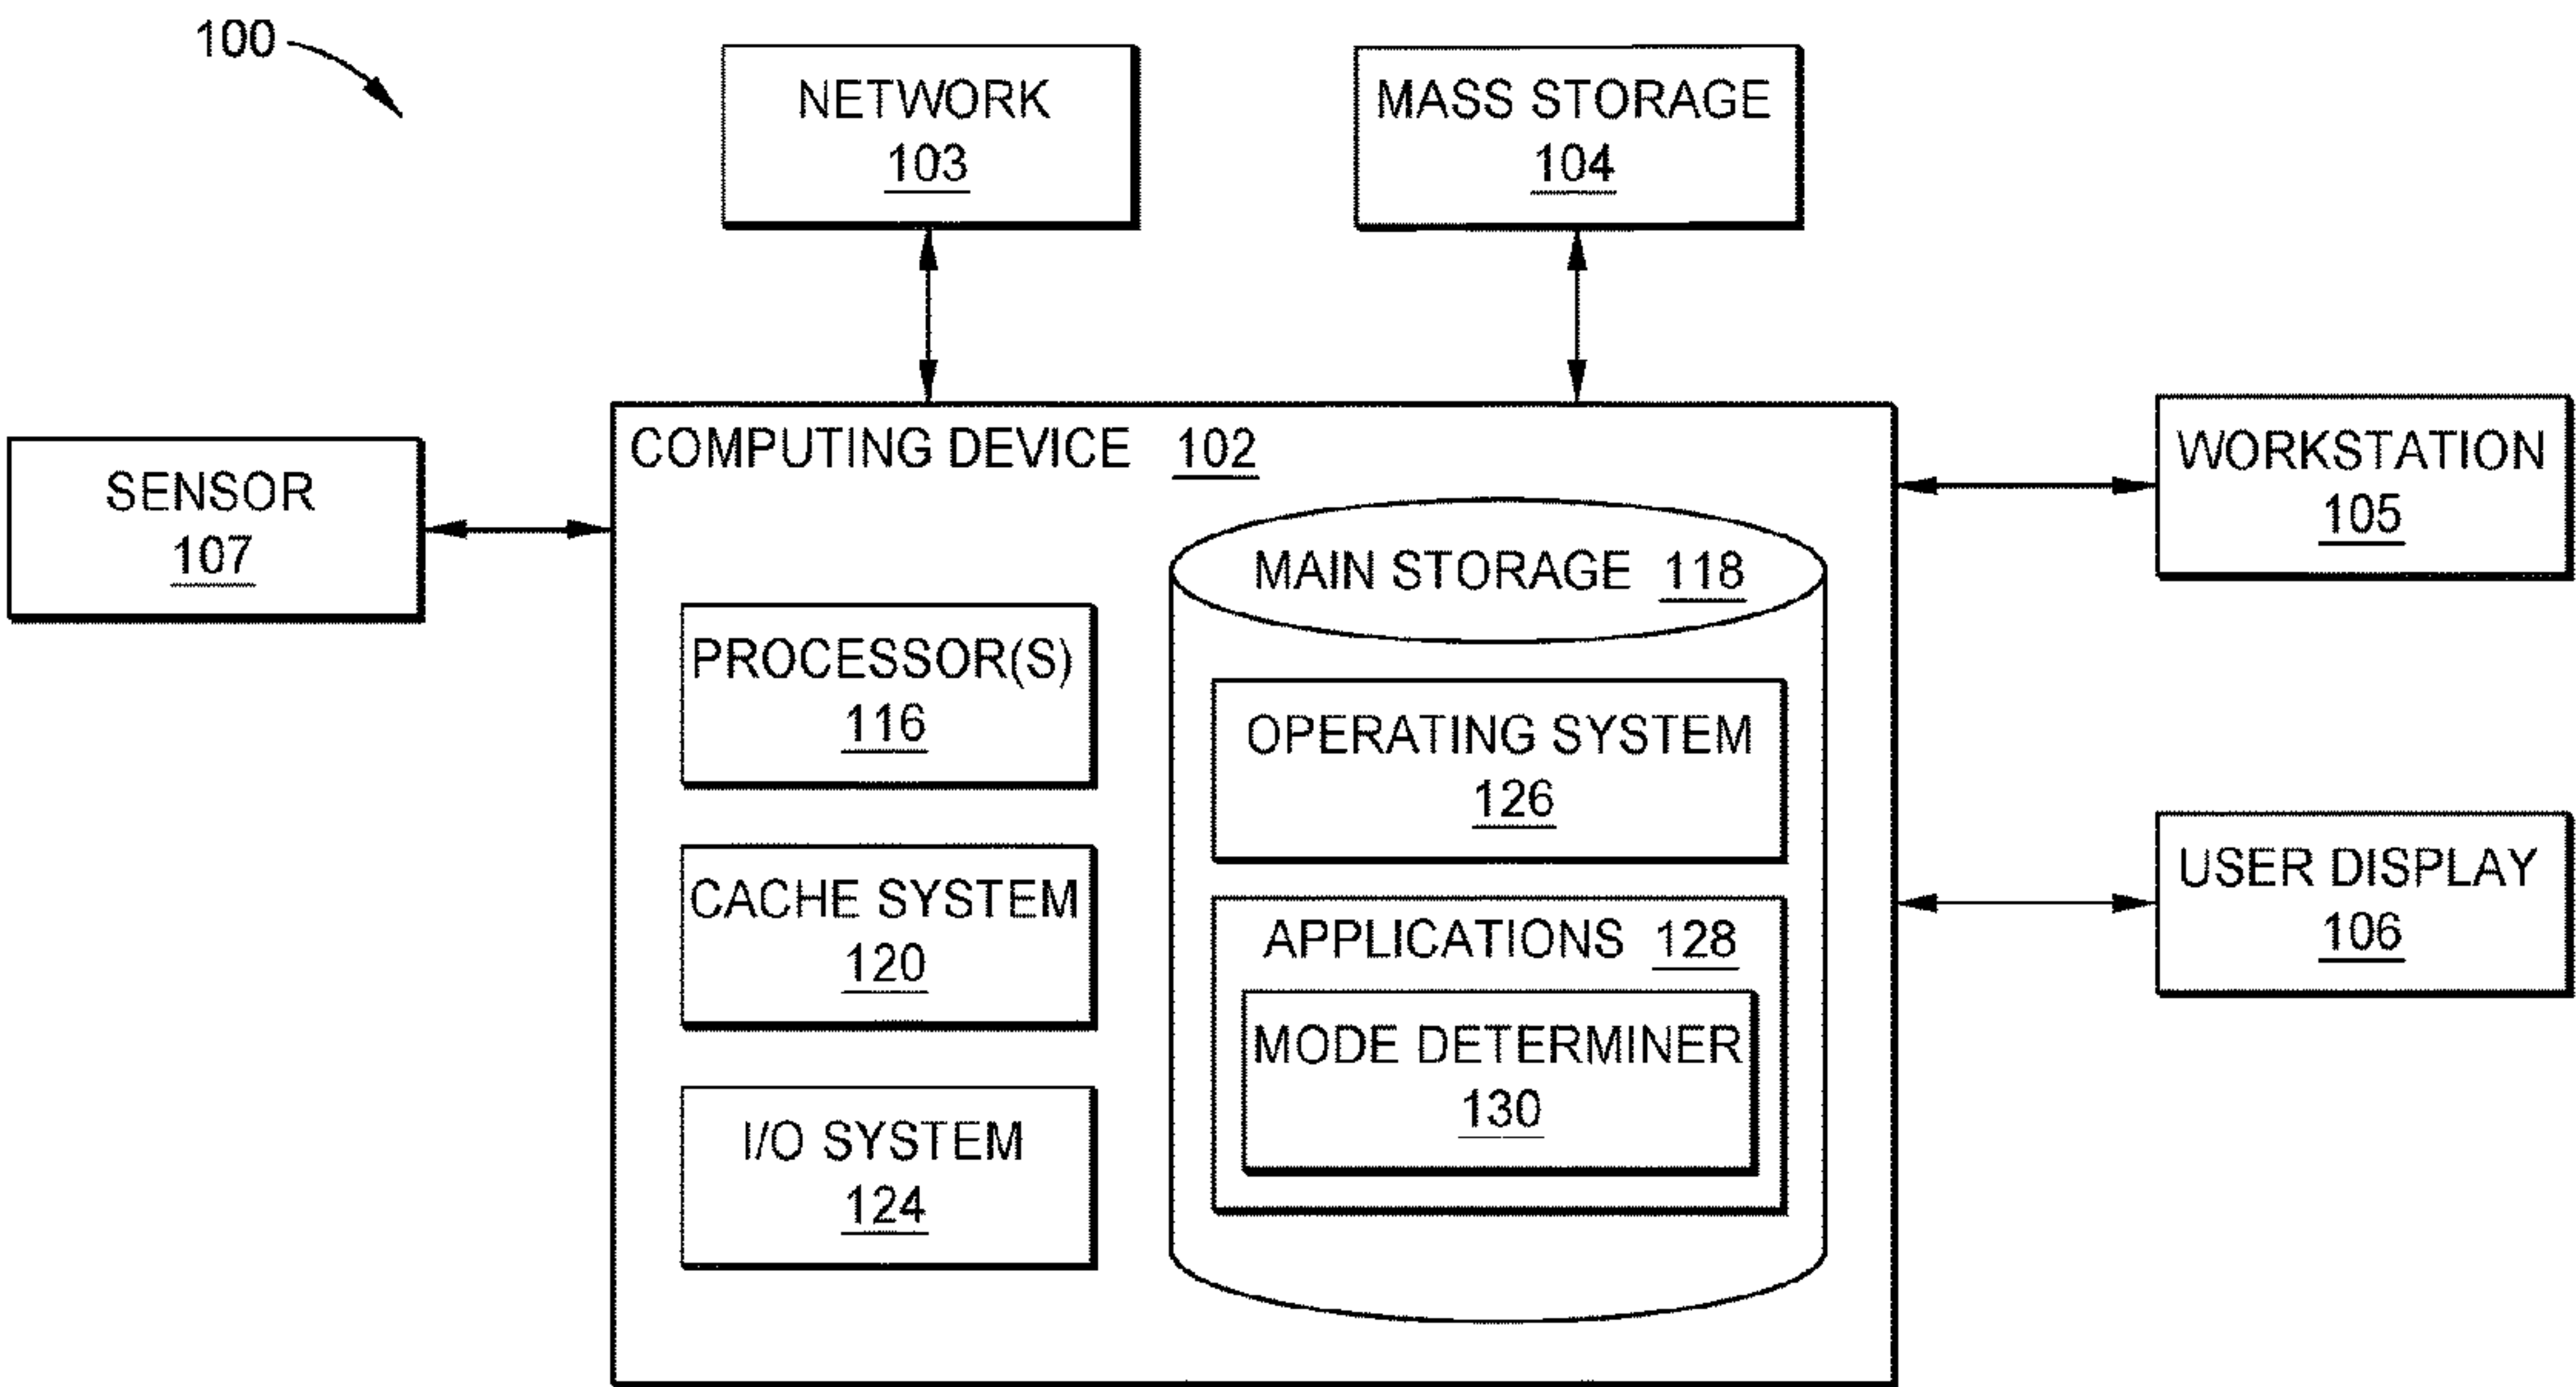 100
NETWORK
103
MASS STORAGE
104
SENSOR
107
COMPUTING DEVICE 102
PROCESSOR(S)
116
CACHE SYSTEM
120
I/O SYSTEM
124
MAIN STORAGE 118
OPERATING SYSTEM
126
APPLICATIONS 128
MODE DETERMINER
130
WORKSTATION
105
USER DISPLAY
106